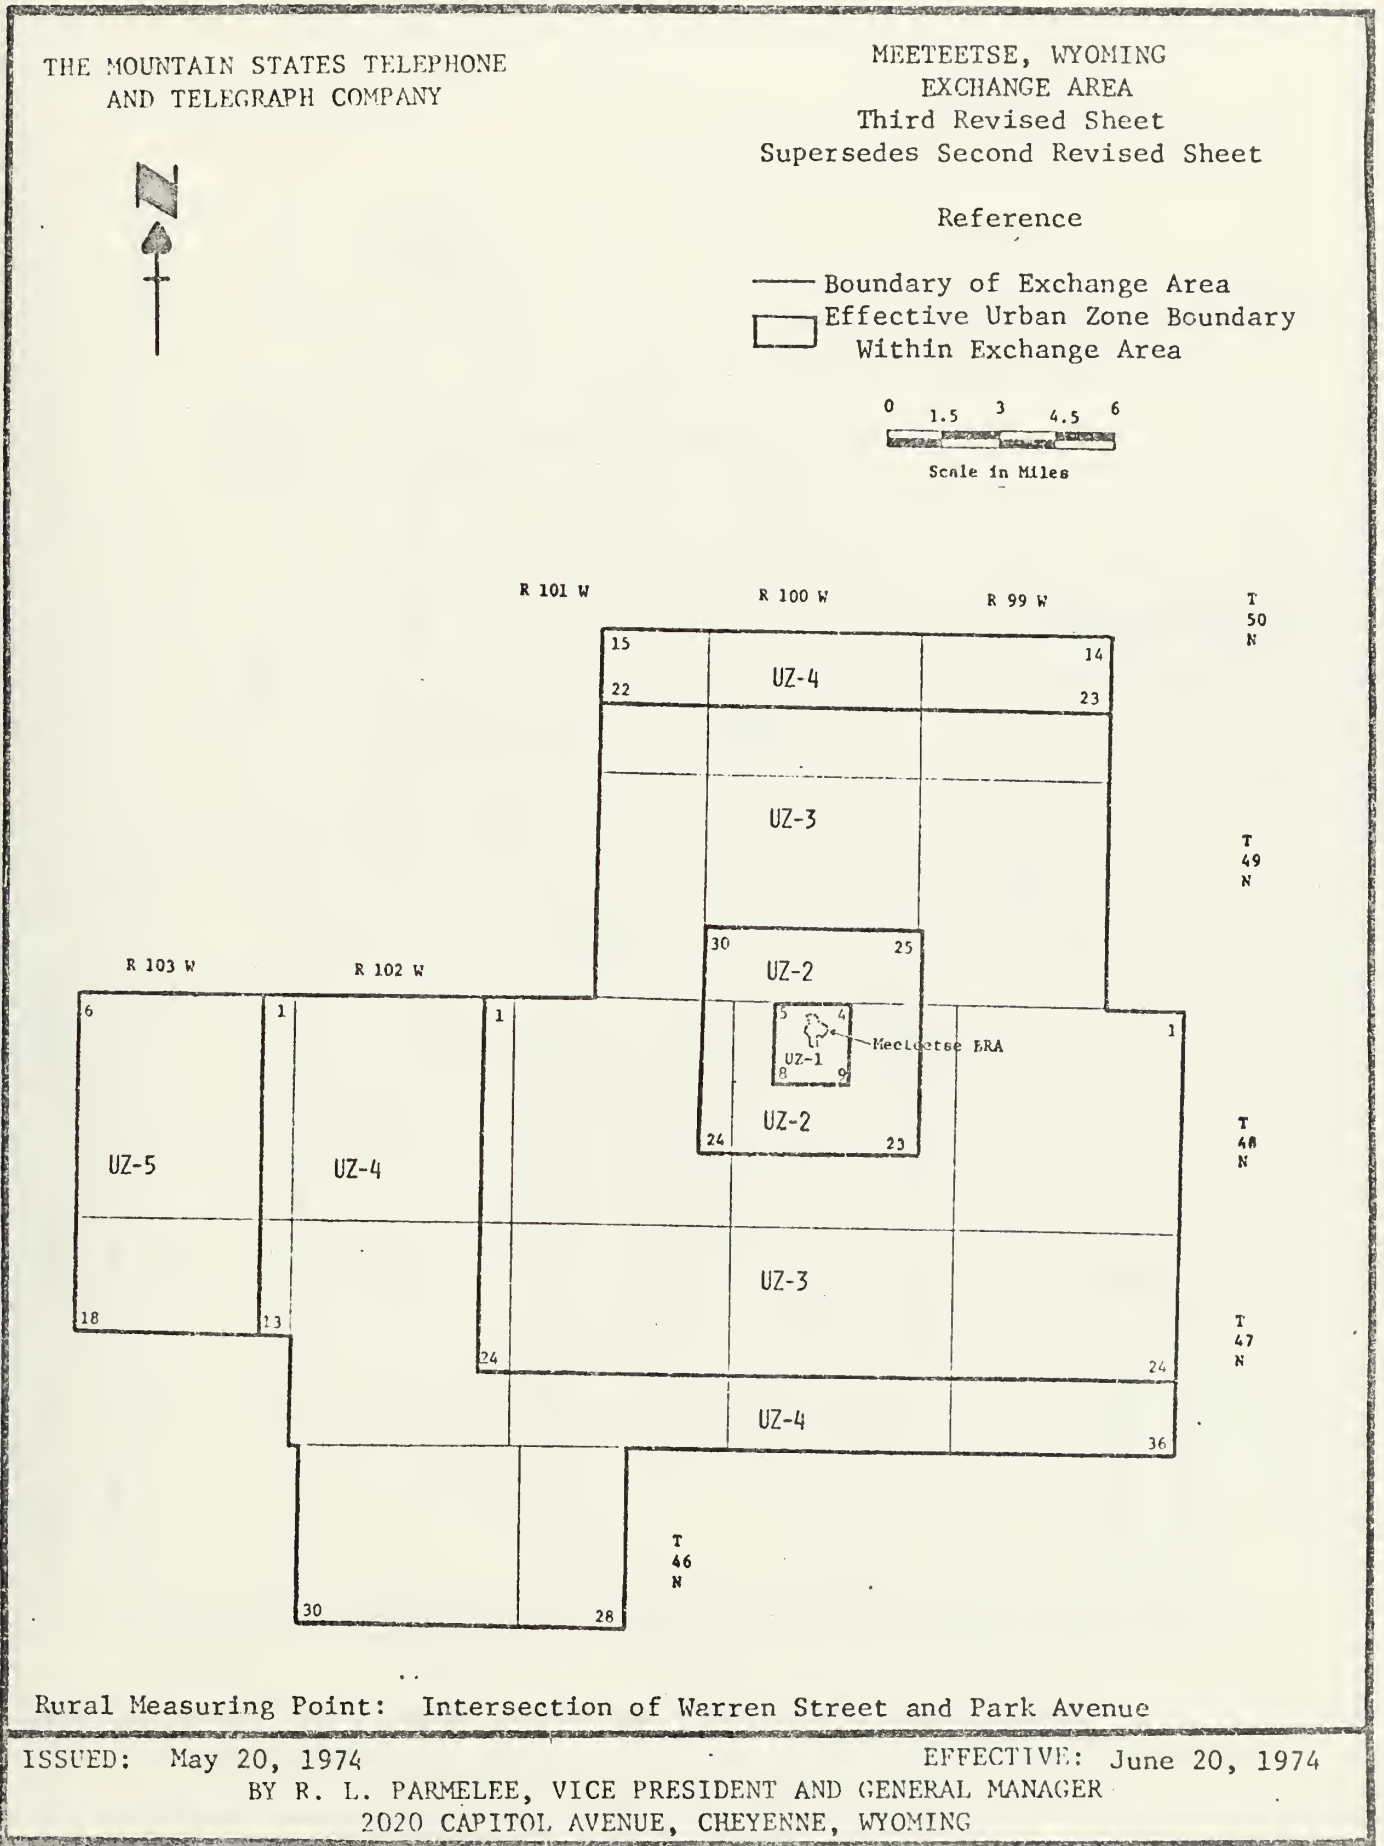 THE MOUNTAIN STATES TELEPHONE
AND TELEGRAPH COMPANY
MEETEETSE, WYOMING
EXCHANGE AREA
Third Revised Sheet
Supersedes Second Revised Sheet
N
Reference
Boundary of Exchange Area
Effective Urban Zone Boundary
Within Exchange Area
0 1.5 3 4.5 6
Scale in Miles
R 101 W R 100 W R 99 W
T
50
N
15 14
UZ-4
22 23
UZ-3
T
49
N
30 25
UZ-2
R 103 W R 102 W
6 1 1 5 4 1
Meeteetse BRA
UZ-1
8 9
UZ-2
T
48
N
24 23
UZ-5 UZ-4
UZ-3
18 13
T
47
N
24 24
UZ-4
36
T
46
N
30 28
Rural Measuring Point: Intersection of Warren Street and Park Avenue
ISSUED: May 20, 1974 EFFECTIVE: June 20, 1974
BY R. L. PARMELEE, VICE PRESIDENT AND GENERAL MANAGER
2020 CAPITOL AVENUE, CHEYENNE, WYOMING